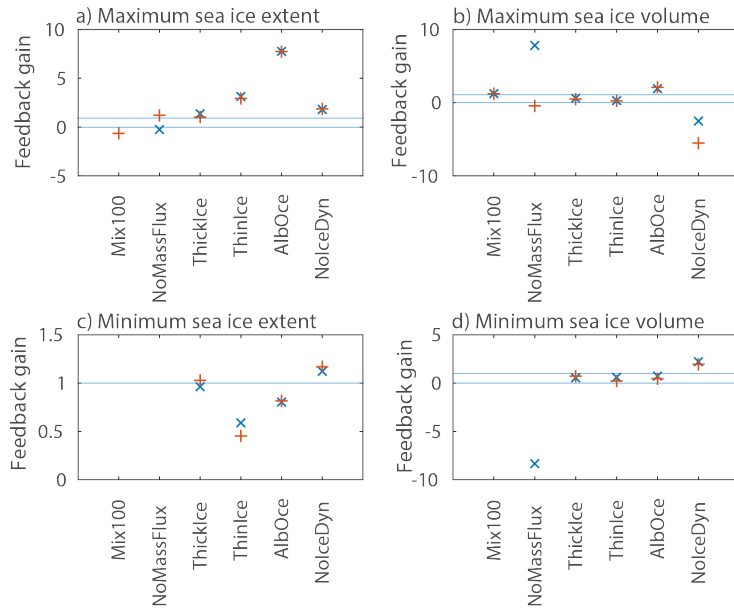 a) Maximum sea ice extent
Feedback gain
10
5
0
-5
Mix100
NoMassFlux
ThickIce
ThinIce
AlbOce
NoIceDyn
b) Maximum sea ice volume
Feedback gain
10
0
-10
Mix100
NoMassFlux
ThickIce
ThinIce
AlbOce
NoIceDyn
c) Minimum sea ice extent
Feedback gain
1.5
1
0.5
0
Mix100
NoMassFlux
ThickIce
ThinIce
AlbOce
NoIceDyn
d) Minimum sea ice volume
Feedback gain
5
0
-5
-10
Mix100
NoMassFlux
ThickIce
ThinIce
AlbOce
NoIceDyn